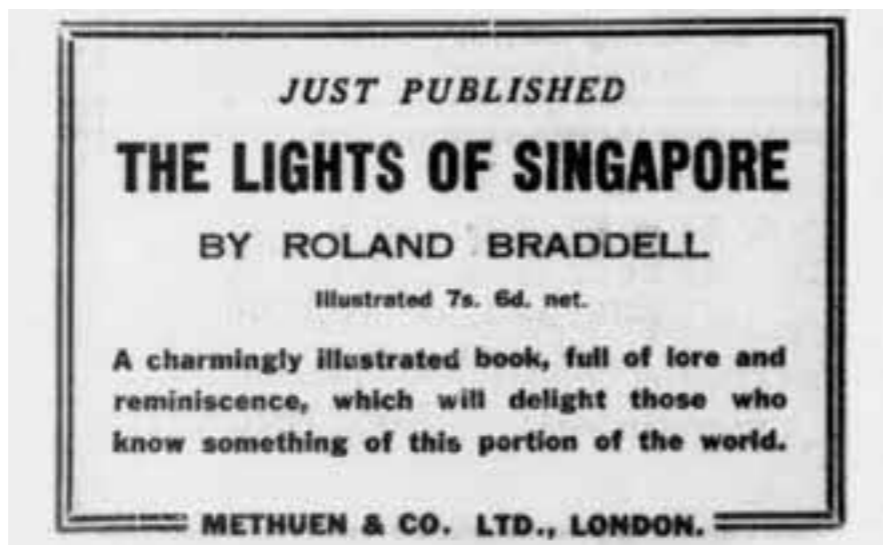 JUST PUBLISHED
THE LIGHTS OF SINGAPORE
BY ROLAND BRADDELL
Illustrated 7s. 6d. net.
A charmingly illustrated book, full of lore and
reminiscence, which will delight those who
know something of this portion of the world.
METHUEN & CO. LTD., LONDON.